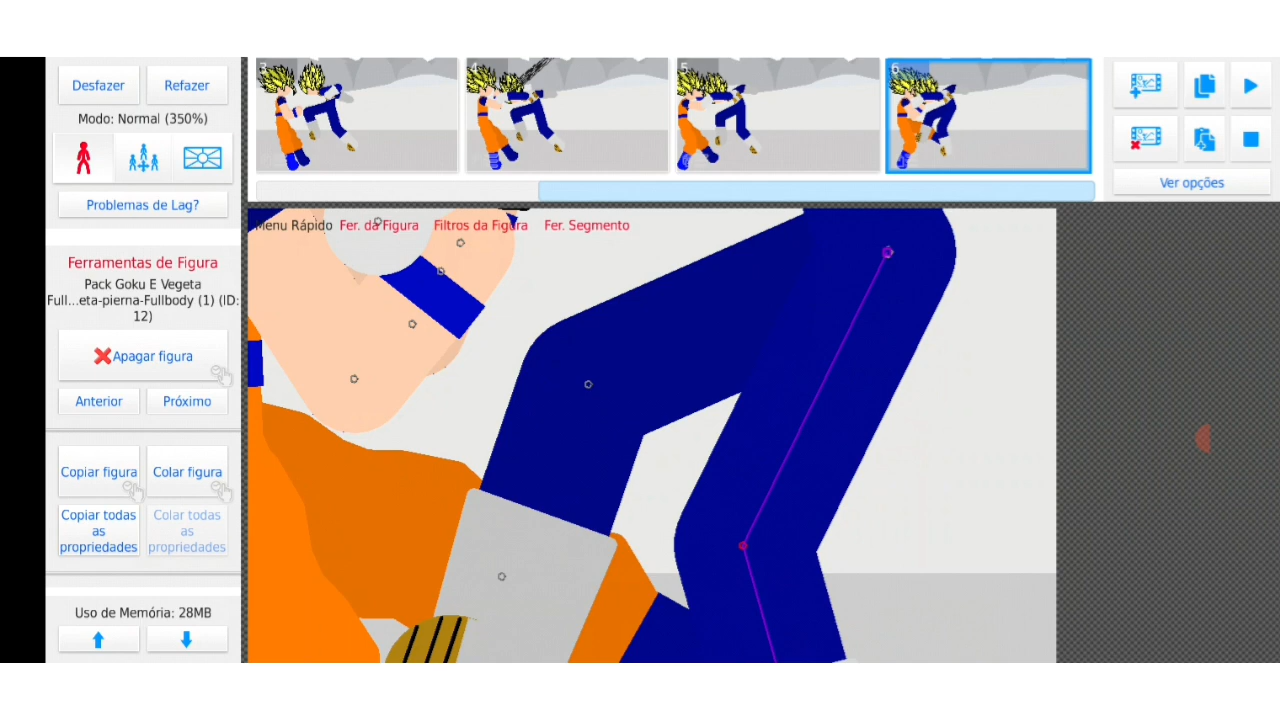 Desfazer
Refazer
Modo: Normal (350%)
Problemas de Lag?
Ferramentas de Figura
Pack Goku E Vegeta
Full...eta-pierna-Fullbody (1) (ID:
12)
Apagar figura
Anterior
Próximo
Copiar figura
Colar figura
Copiar todas
as
propriedades
Colar todas
as
propriedades
Uso de Memória: 28MB
3
4
5
6
Ver opções
Menu Rápido
Fer. da Figura
Filtros da Figura
Fer. Segmento